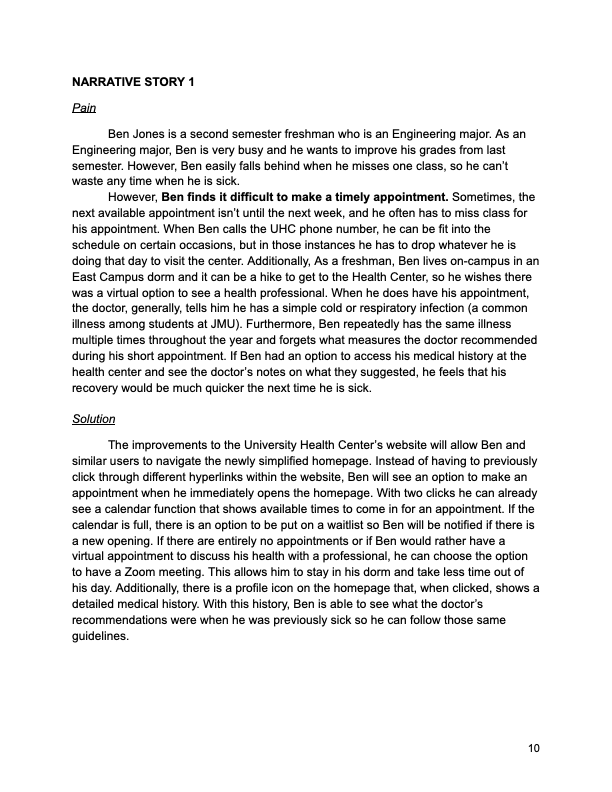 NARRATIVE STORY 1
Pain
Ben Jones is a second semester freshman who is an Engineering major. As an
Engineering major, Ben is very busy and he wants to improve his grades from last
semester. However, Ben easily falls behind when he misses one class, so he can't
waste any time when he is sick.
However, Ben finds it difficult to make a timely appointment. Sometimes, the
next available appointment isn't until the next week, and he often has to miss class for
his appointment. When Ben calls the UHC phone number, he can be fit into the
schedule on certain occasions, but in those instances he has to drop whatever he is
doing that day to visit the center. Additionally, As a freshman, Ben lives on-campus in an
East Campus dorm and it can be a hike to get to the Health Center, so he wishes there
was a virtual option to see a health professional. When he does have his appointment,
the doctor, generally, tells him he has a simple cold or respiratory infection (a common
illness among students at JMU). Furthermore, Ben repeatedly has the same illness
multiple times throughout the year and forgets what measures the doctor recommended
during his short appointment. If Ben had an option to access his medical history at the
health center and see the doctor's notes on what they suggested, he feels that his
recovery would be much quicker the next time he is sick.
Solution
The improvements to the University Health Center's website will allow Ben and
similar users to navigate the newly simplified homepage. Instead of having to previously
click through different hyperlinks within the website, Ben will see an option to make an
appointment when he immediately opens the homepage. With two clicks he can already
see a calendar function that shows available times to come in for an appointment. If the
calendar is full, there is an option to be put on a waitlist so Ben will be notified if there is
a new opening. If there are entirely no appointments or if Ben would rather have a
virtual appointment to discuss his health with a professional, he can choose the option
to have a Zoom meeting. This allows him to stay in his dorm and take less time out of
his day. Additionally, there is a profile icon on the homepage that, when clicked, shows a
detailed medical history. With this history, Ben is able to see what the doctor's
recommendations were when he was previously sick so he can follow those same
guidelines.
10